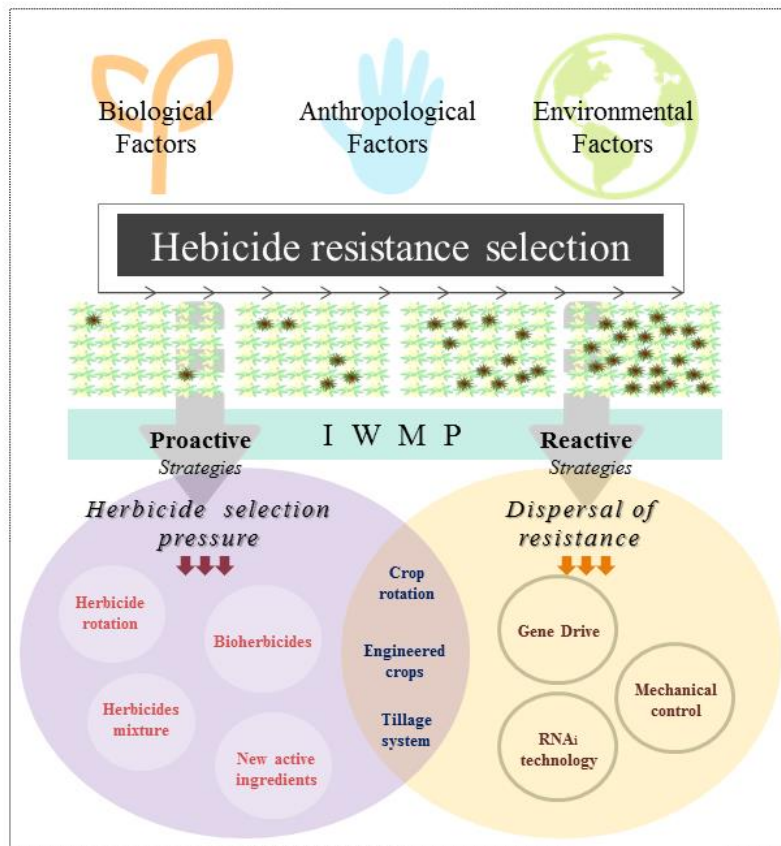 Biological
Factors
Anthropological
Factors
Environmental
Factors
Hebicide resistance selection
I W M P
Proactive
Strategies
Reactive
Strategies
Herbicide selection
pressure
Dispersal of
resistance
Herbicide
rotation
Bioherbicides
Herbicides
mixture
New active
ingredients
Crop
rotation
Engineered
crops
Tillage
system
Gene Drive
Mechanical
control
RNAi
technology